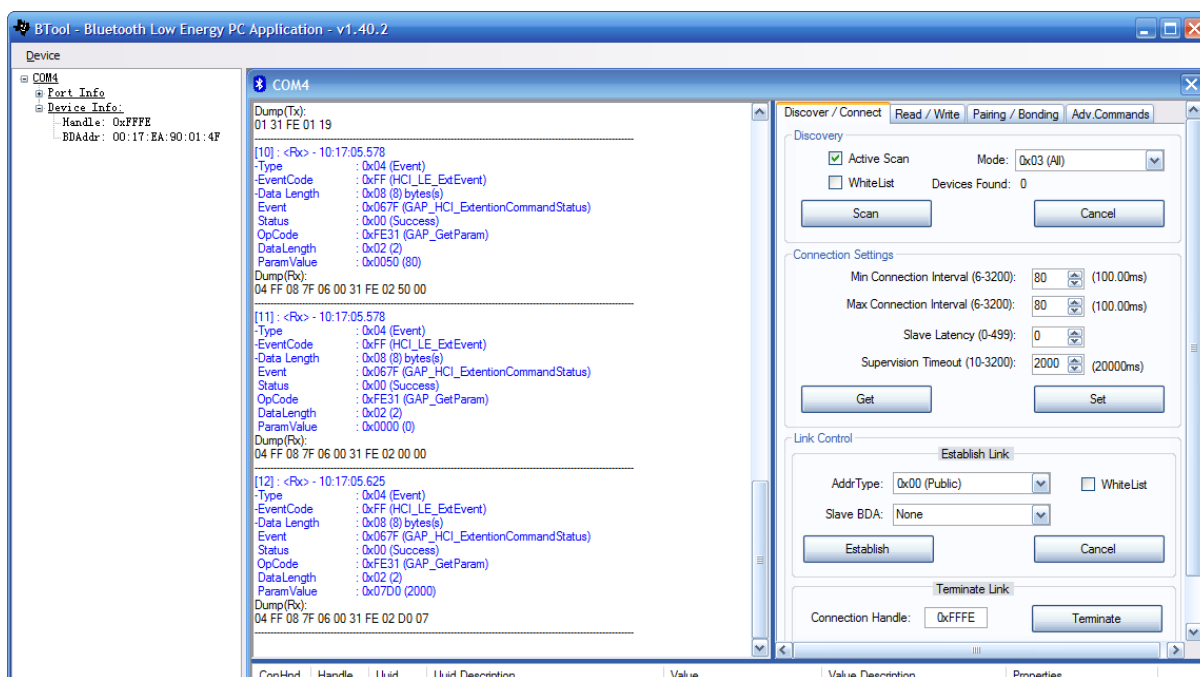 BTool - Bluetooth Low Energy PC Application - v1.40.2
Device
COM4
Port Info
Device Info:
Handle: 0xFFFE
BDAddr: 00:17:EA:90:01:4F
COM4
Dump(Tx):
01 31 FE 01 19
[10] : <Rx> - 10:17:05.578
-Type : 0x04 (Event)
-EventCode : 0xFF (HCI_LE_ExtEvent)
-Data Length : 0x08 (8) bytes(s)
Event : 0x067F (GAP_HCI_ExtentionCommandStatus)
Status : 0x00 (Success)
OpCode : 0xFE31 (GAP_GetParam)
DataLength : 0x02 (2)
ParamValue : 0x0050 (80)
Dump(Rx):
04 FF 08 7F 06 00 31 FE 02 50 00
[11] : <Rx> - 10:17:05.578
-Type : 0x04 (Event)
-EventCode : 0xFF (HCI_LE_ExtEvent)
-Data Length : 0x08 (8) bytes(s)
Event : 0x067F (GAP_HCI_ExtentionCommandStatus)
Status : 0x00 (Success)
OpCode : 0xFE31 (GAP_GetParam)
DataLength : 0x02 (2)
ParamValue : 0x0000 (0)
Dump(Rx):
04 FF 08 7F 06 00 31 FE 02 00 00
[12] : <Rx> - 10:17:05.625
-Type : 0x04 (Event)
-EventCode : 0xFF (HCI_LE_ExtEvent)
-Data Length : 0x08 (8) bytes(s)
Event : 0x067F (GAP_HCI_ExtentionCommandStatus)
Status : 0x00 (Success)
OpCode : 0xFE31 (GAP_GetParam)
DataLength : 0x02 (2)
ParamValue : 0x07D0 (2000)
Dump(Rx):
04 FF 08 7F 06 00 31 FE 02 D0 07
Discover / Connect Read / Write Pairing / Bonding Adv.Commands
Discovery
Active Scan Mode: 0x03 (All)
WhiteList Devices Found: 0
Scan Cancel
Connection Settings
Min Connection Interval (6-3200): 80 (100.00ms)
Max Connection Interval (6-3200): 80 (100.00ms)
Slave Latency (0-499): 0
Supervision Timeout (10-3200): 2000 (20000ms)
Get Set
Link Control
Establish Link
AddrType: 0x00 (Public) WhiteList
Slave BDA: None
Establish Cancel
Terminate Link
Connection Handle: 0xFFFE Terminate
ConHnd Handle Uuid Uuid Description Value Value Description Properties